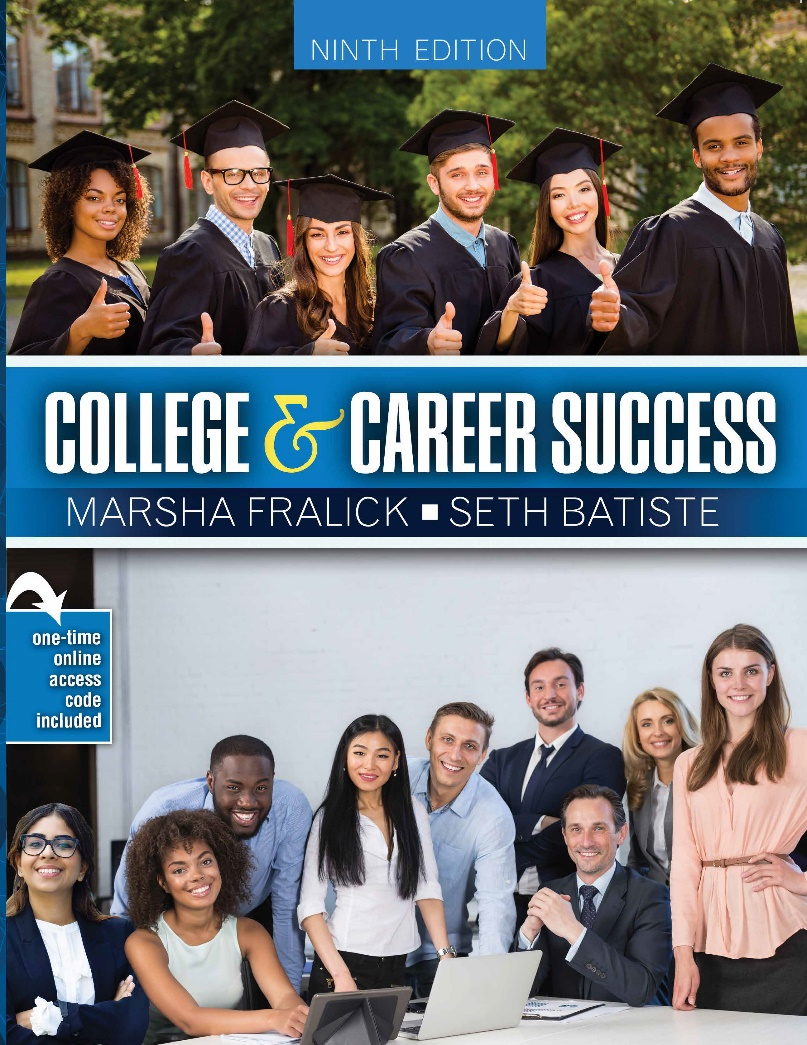 NINTH EDITION
COLLEGE & CAREER SUCCESS
MARSHA FRALICK ■ SETH BATISTE
one-time
online
access
code
included